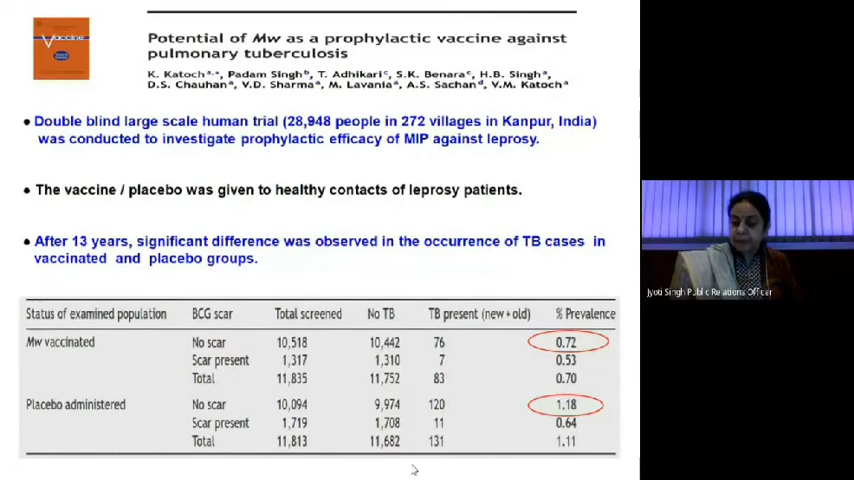 Vaccine
Potential of Mw as a prophylactic vaccine against
pulmonary tuberculosis
K. Katoch a,*, Padam Singh b, T. Adhikari c, S.K. Benara c, H.B. Singh a,
D.S. Chauhan a, V.D. Sharma a, M. Lavania a, A.S. Sachan d, V.M. Katoch a
• Double blind large scale human trial (28,948 people in 272 villages in Kanpur, India)
was conducted to investigate prophylactic efficacy of MIP against leprosy.
• The vaccine / placebo was given to healthy contacts of leprosy patients.
• After 13 years, significant difference was observed in the occurrence of TB cases in
vaccinated and placebo groups.
Status of examined population BCG scar Total screened No TB TB present (new + old) % Prevalence
Mw vaccinated No scar 10,518 10,442 76 0.72
Scar present 1,317 1,310 7 0.53
Total 11,835 11,752 83 0.70
Placebo administered No scar 10,094 9,974 120 1.18
Scar present 1,719 1,708 11 0.64
Total 11,813 11,682 131 1.11
Jyoti Singh Public Relations Officer